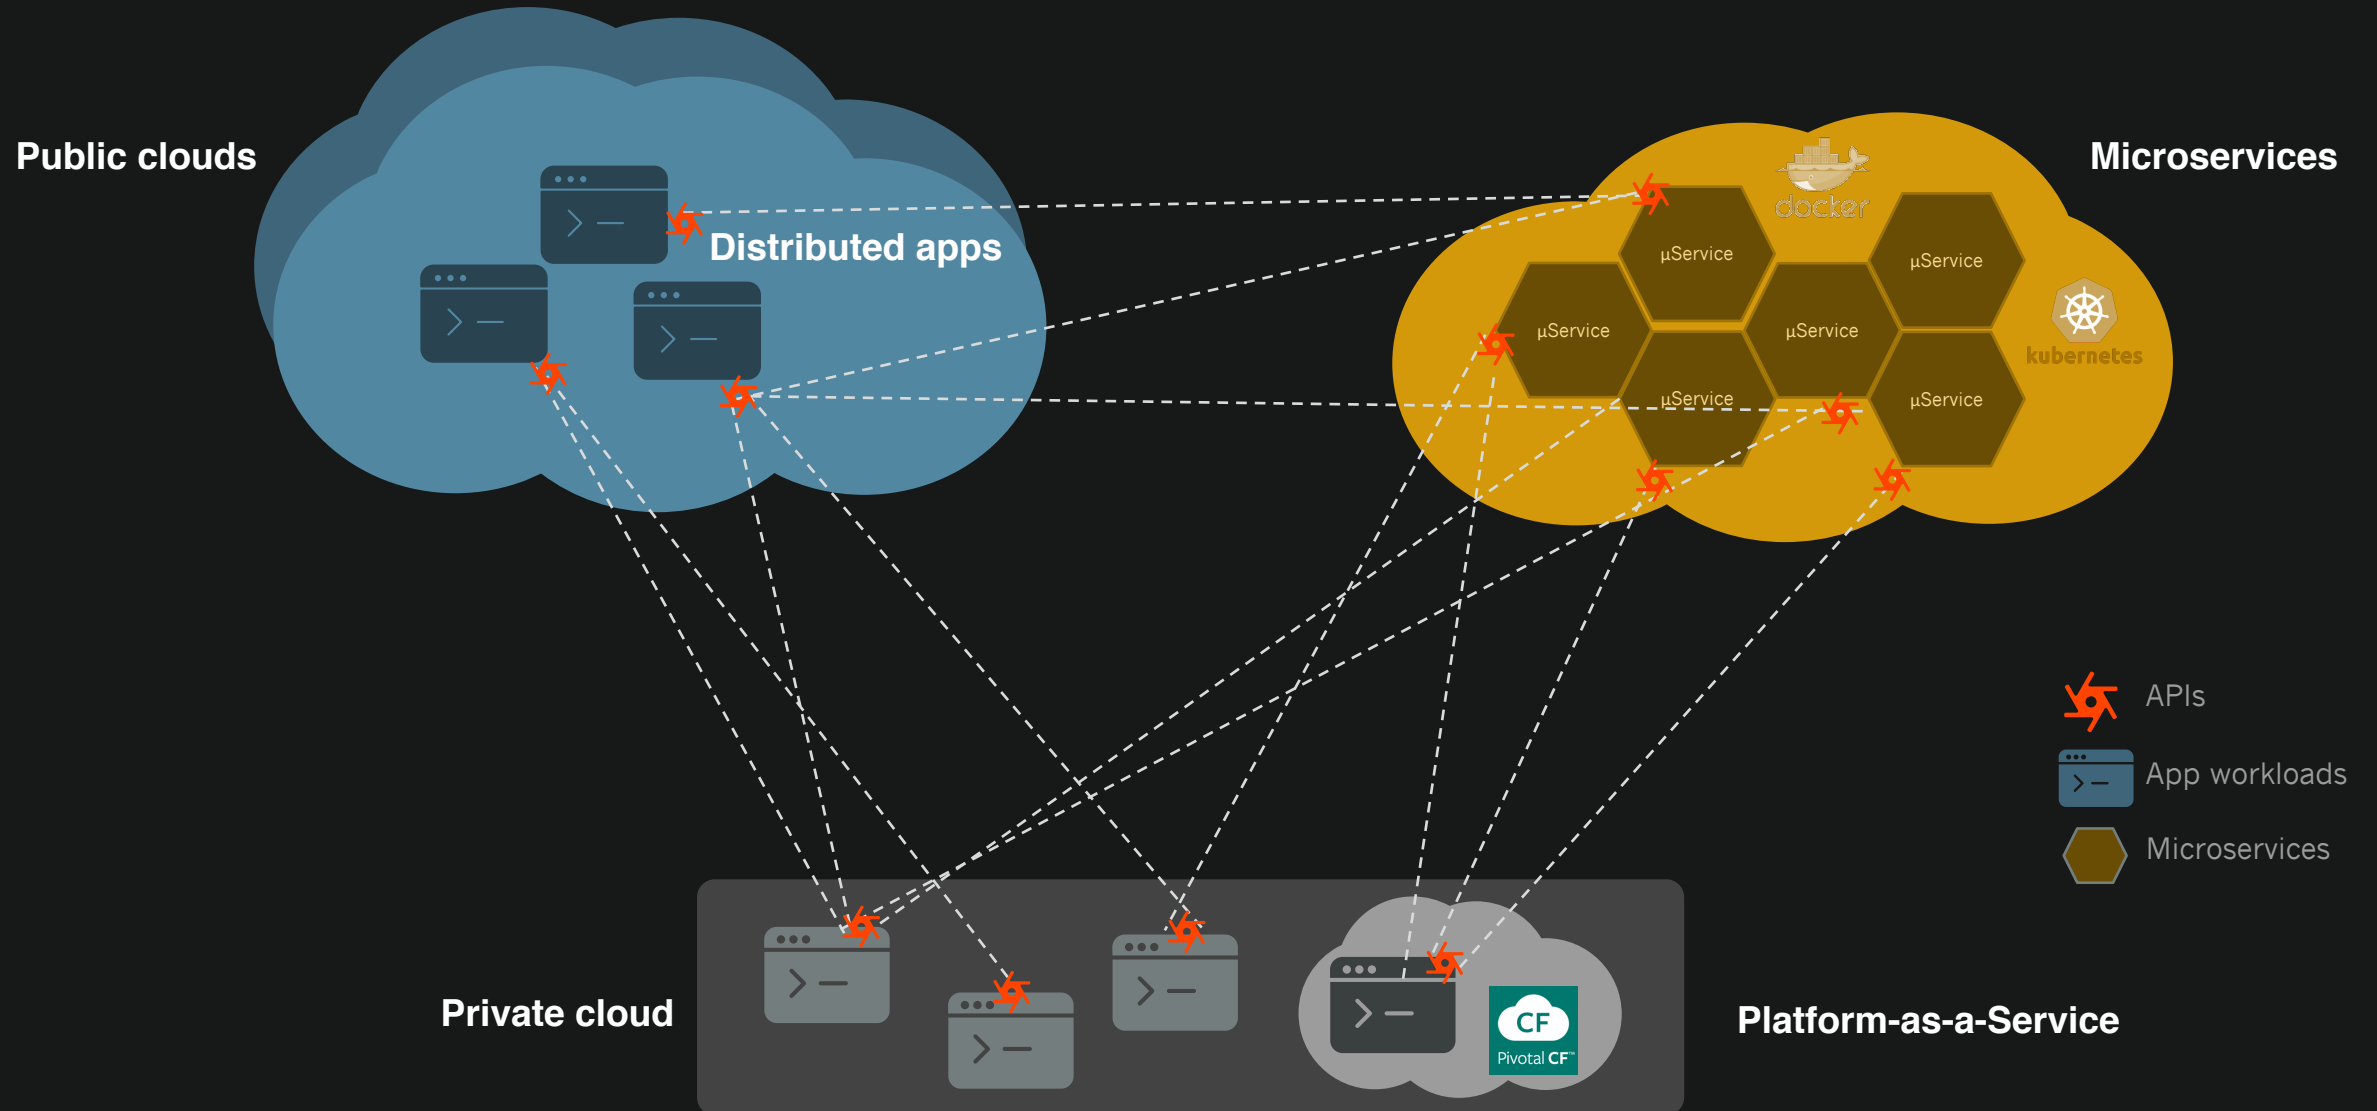 Public clouds
Microservices
docker
Distributed apps
µService
µService
µService
µService
kubernetes
µService
µService
APIs
App workloads
Microservices
Private cloud
CF
Pivotal CF™
Platform-as-a-Service